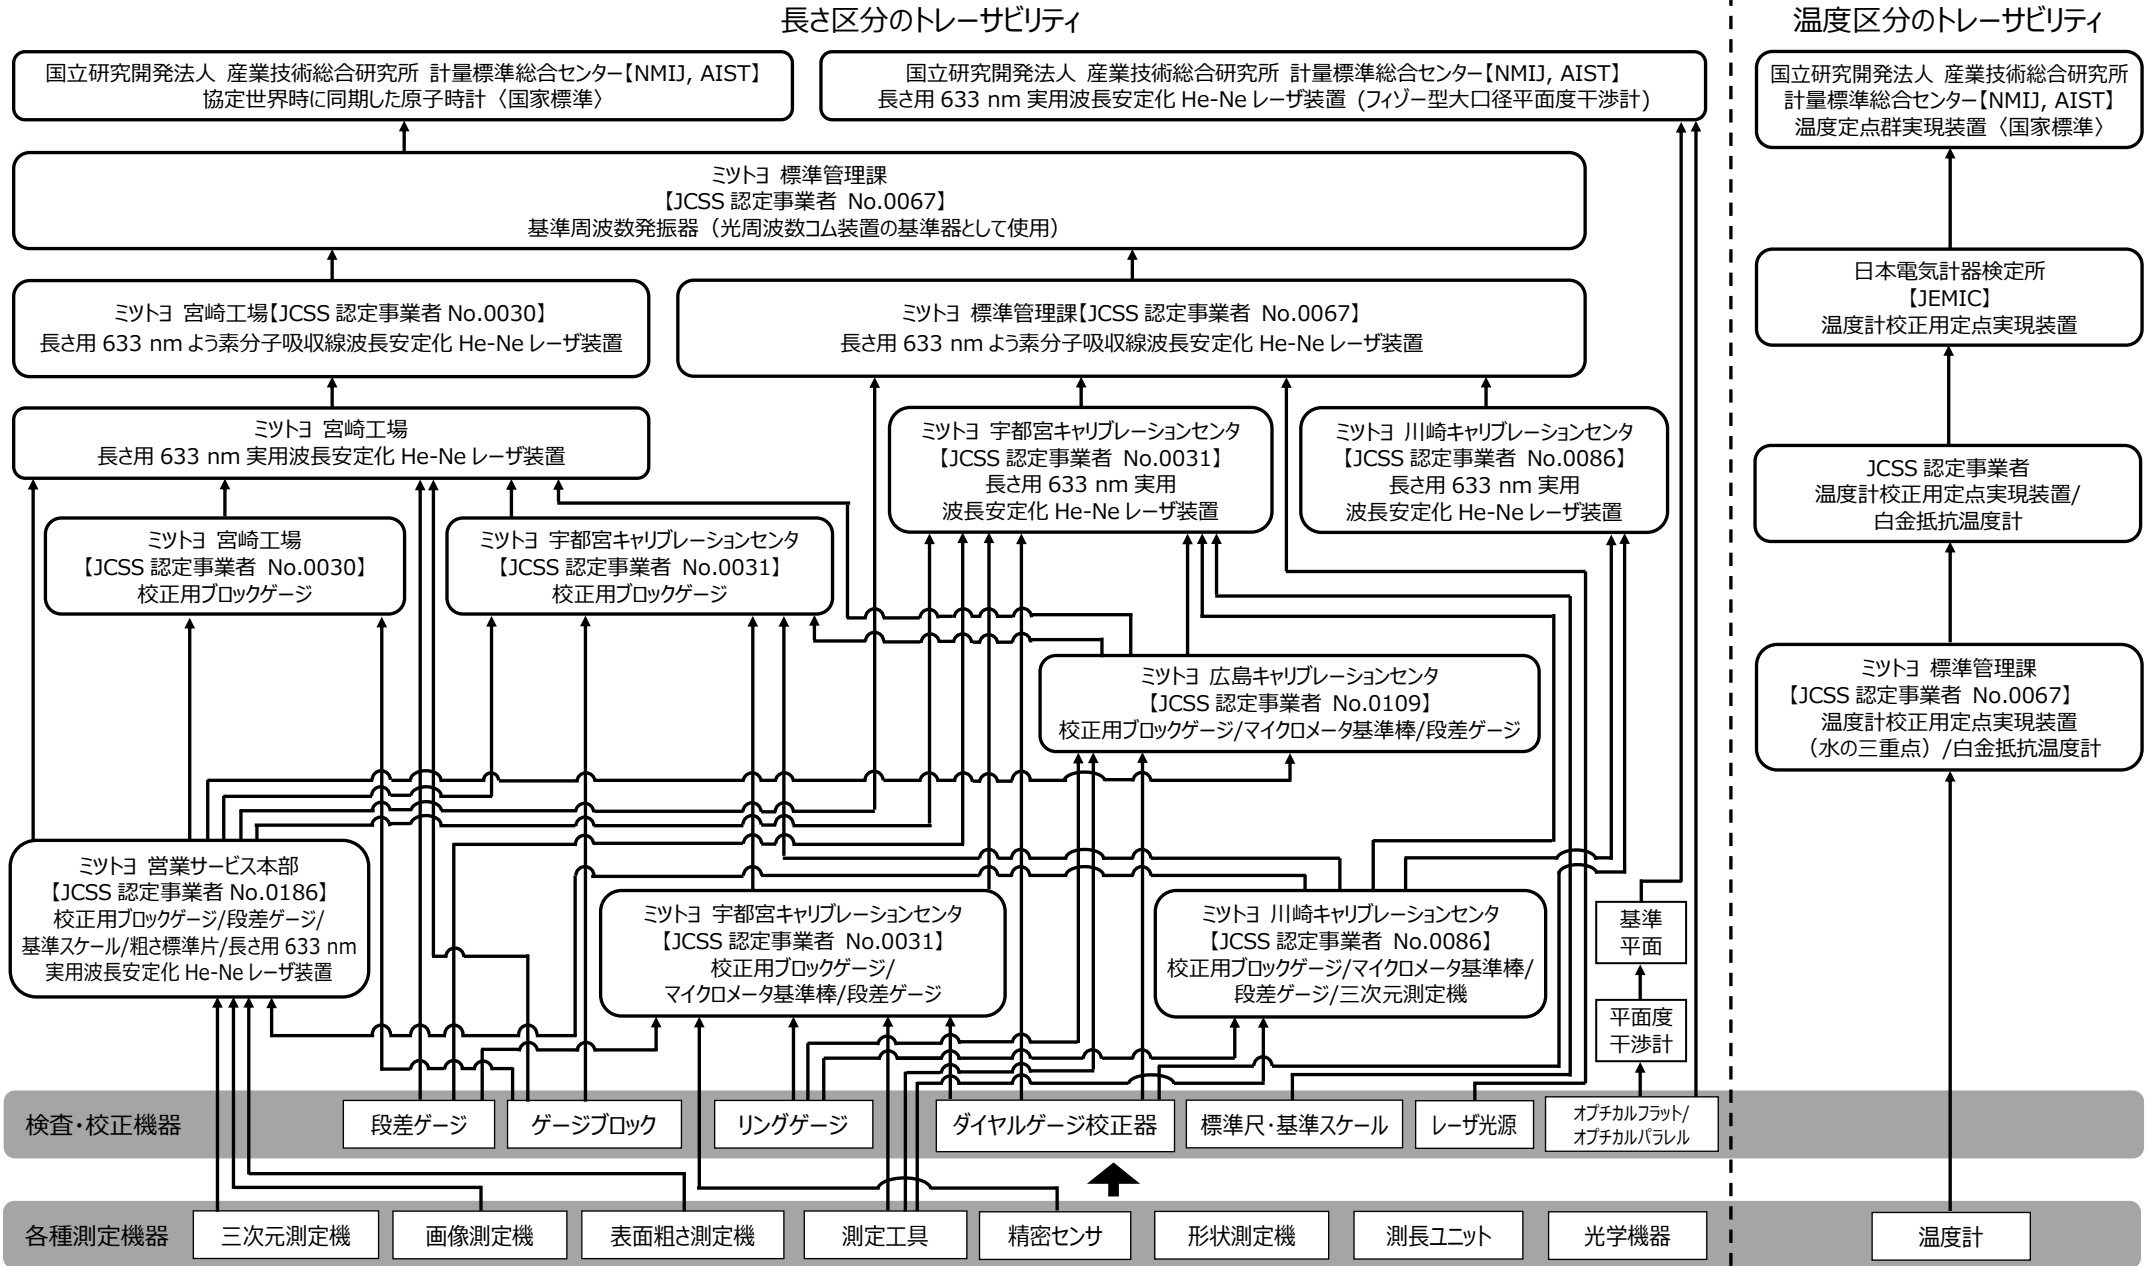 長さ区分のトレーサビリティ
温度区分のトレーサビリティ
国立研究開発法人 産業技術総合研究所 計量標準総合センター【NMIJ, AIST】
協定世界時に同期した原子時計〈国家標準〉
国立研究開発法人 産業技術総合研究所 計量標準総合センター【NMIJ, AIST】
長さ用 633 nm 実用波長安定化 He-Ne レーザ装置 (フィゾー型大口径平面度干渉計)
国立研究開発法人 産業技術総合研究所
計量標準総合センター【NMIJ, AIST】
温度定点群実現装置〈国家標準〉
ミツトヨ 標準管理課
【JCSS 認定事業者 No.0067】
基準周波数発振器（光周波数コム装置の基準器として使用）
ミツトヨ 宮崎工場【JCSS 認定事業者 No.0030】
長さ用 633 nm よう素分子吸収線波長安定化 He-Ne レーザ装置
ミツトヨ 標準管理課【JCSS 認定事業者 No.0067】
長さ用 633 nm よう素分子吸収線波長安定化 He-Ne レーザ装置
日本電気計器検定所
【JEMIC】
温度計校正用定点実現装置
ミツトヨ 宮崎工場
長さ用 633 nm 実用波長安定化 He-Ne レーザ装置
ミツトヨ 宇都宮キャリブレーションセンタ
【JCSS 認定事業者 No.0031】
長さ用 633 nm 実用
波長安定化 He-Ne レーザ装置
ミツトヨ 川崎キャリブレーションセンタ
【JCSS 認定事業者 No.0086】
長さ用 633 nm 実用
波長安定化 He-Ne レーザ装置
JCSS 認定事業者
温度計校正用定点実現装置/
白金抵抗温度計
ミツトヨ 宮崎工場
【JCSS 認定事業者 No.0030】
校正用ブロックゲージ
ミツトヨ 宇都宮キャリブレーションセンタ
【JCSS 認定事業者 No.0031】
校正用ブロックゲージ
ミツトヨ 広島キャリブレーションセンタ
【JCSS 認定事業者 No.0109】
校正用ブロックゲージ/マイクロメータ基準棒/段差ゲージ
ミツトヨ 標準管理課
【JCSS 認定事業者 No.0067】
温度計校正用定点実現装置
（水の三重点）/白金抵抗温度計
ミツトヨ 営業サービス本部
【JCSS 認定事業者 No.0186】
校正用ブロックゲージ/段差ゲージ/
基準スケール/粗さ標準片/長さ用 633 nm
実用波長安定化 He-Ne レーザ装置
ミツトヨ 宇都宮キャリブレーションセンタ
【JCSS 認定事業者 No.0031】
校正用ブロックゲージ/
マイクロメータ基準棒/段差ゲージ
ミツトヨ 川崎キャリブレーションセンタ
【JCSS 認定事業者 No.0086】
校正用ブロックゲージ/マイクロメータ基準棒/
段差ゲージ/三次元測定機
基準
平面
平面度
干渉計
検査・校正機器
段差ゲージ
ゲージブロック
リングゲージ
ダイヤルゲージ校正器
標準尺・基準スケール
レーザ光源
オプチカルフラット/
オプチカルパラレル
各種測定機器
三次元測定機
画像測定機
表面粗さ測定機
測定工具
精密センサ
形状測定機
測長ユニット
光学機器
温度計